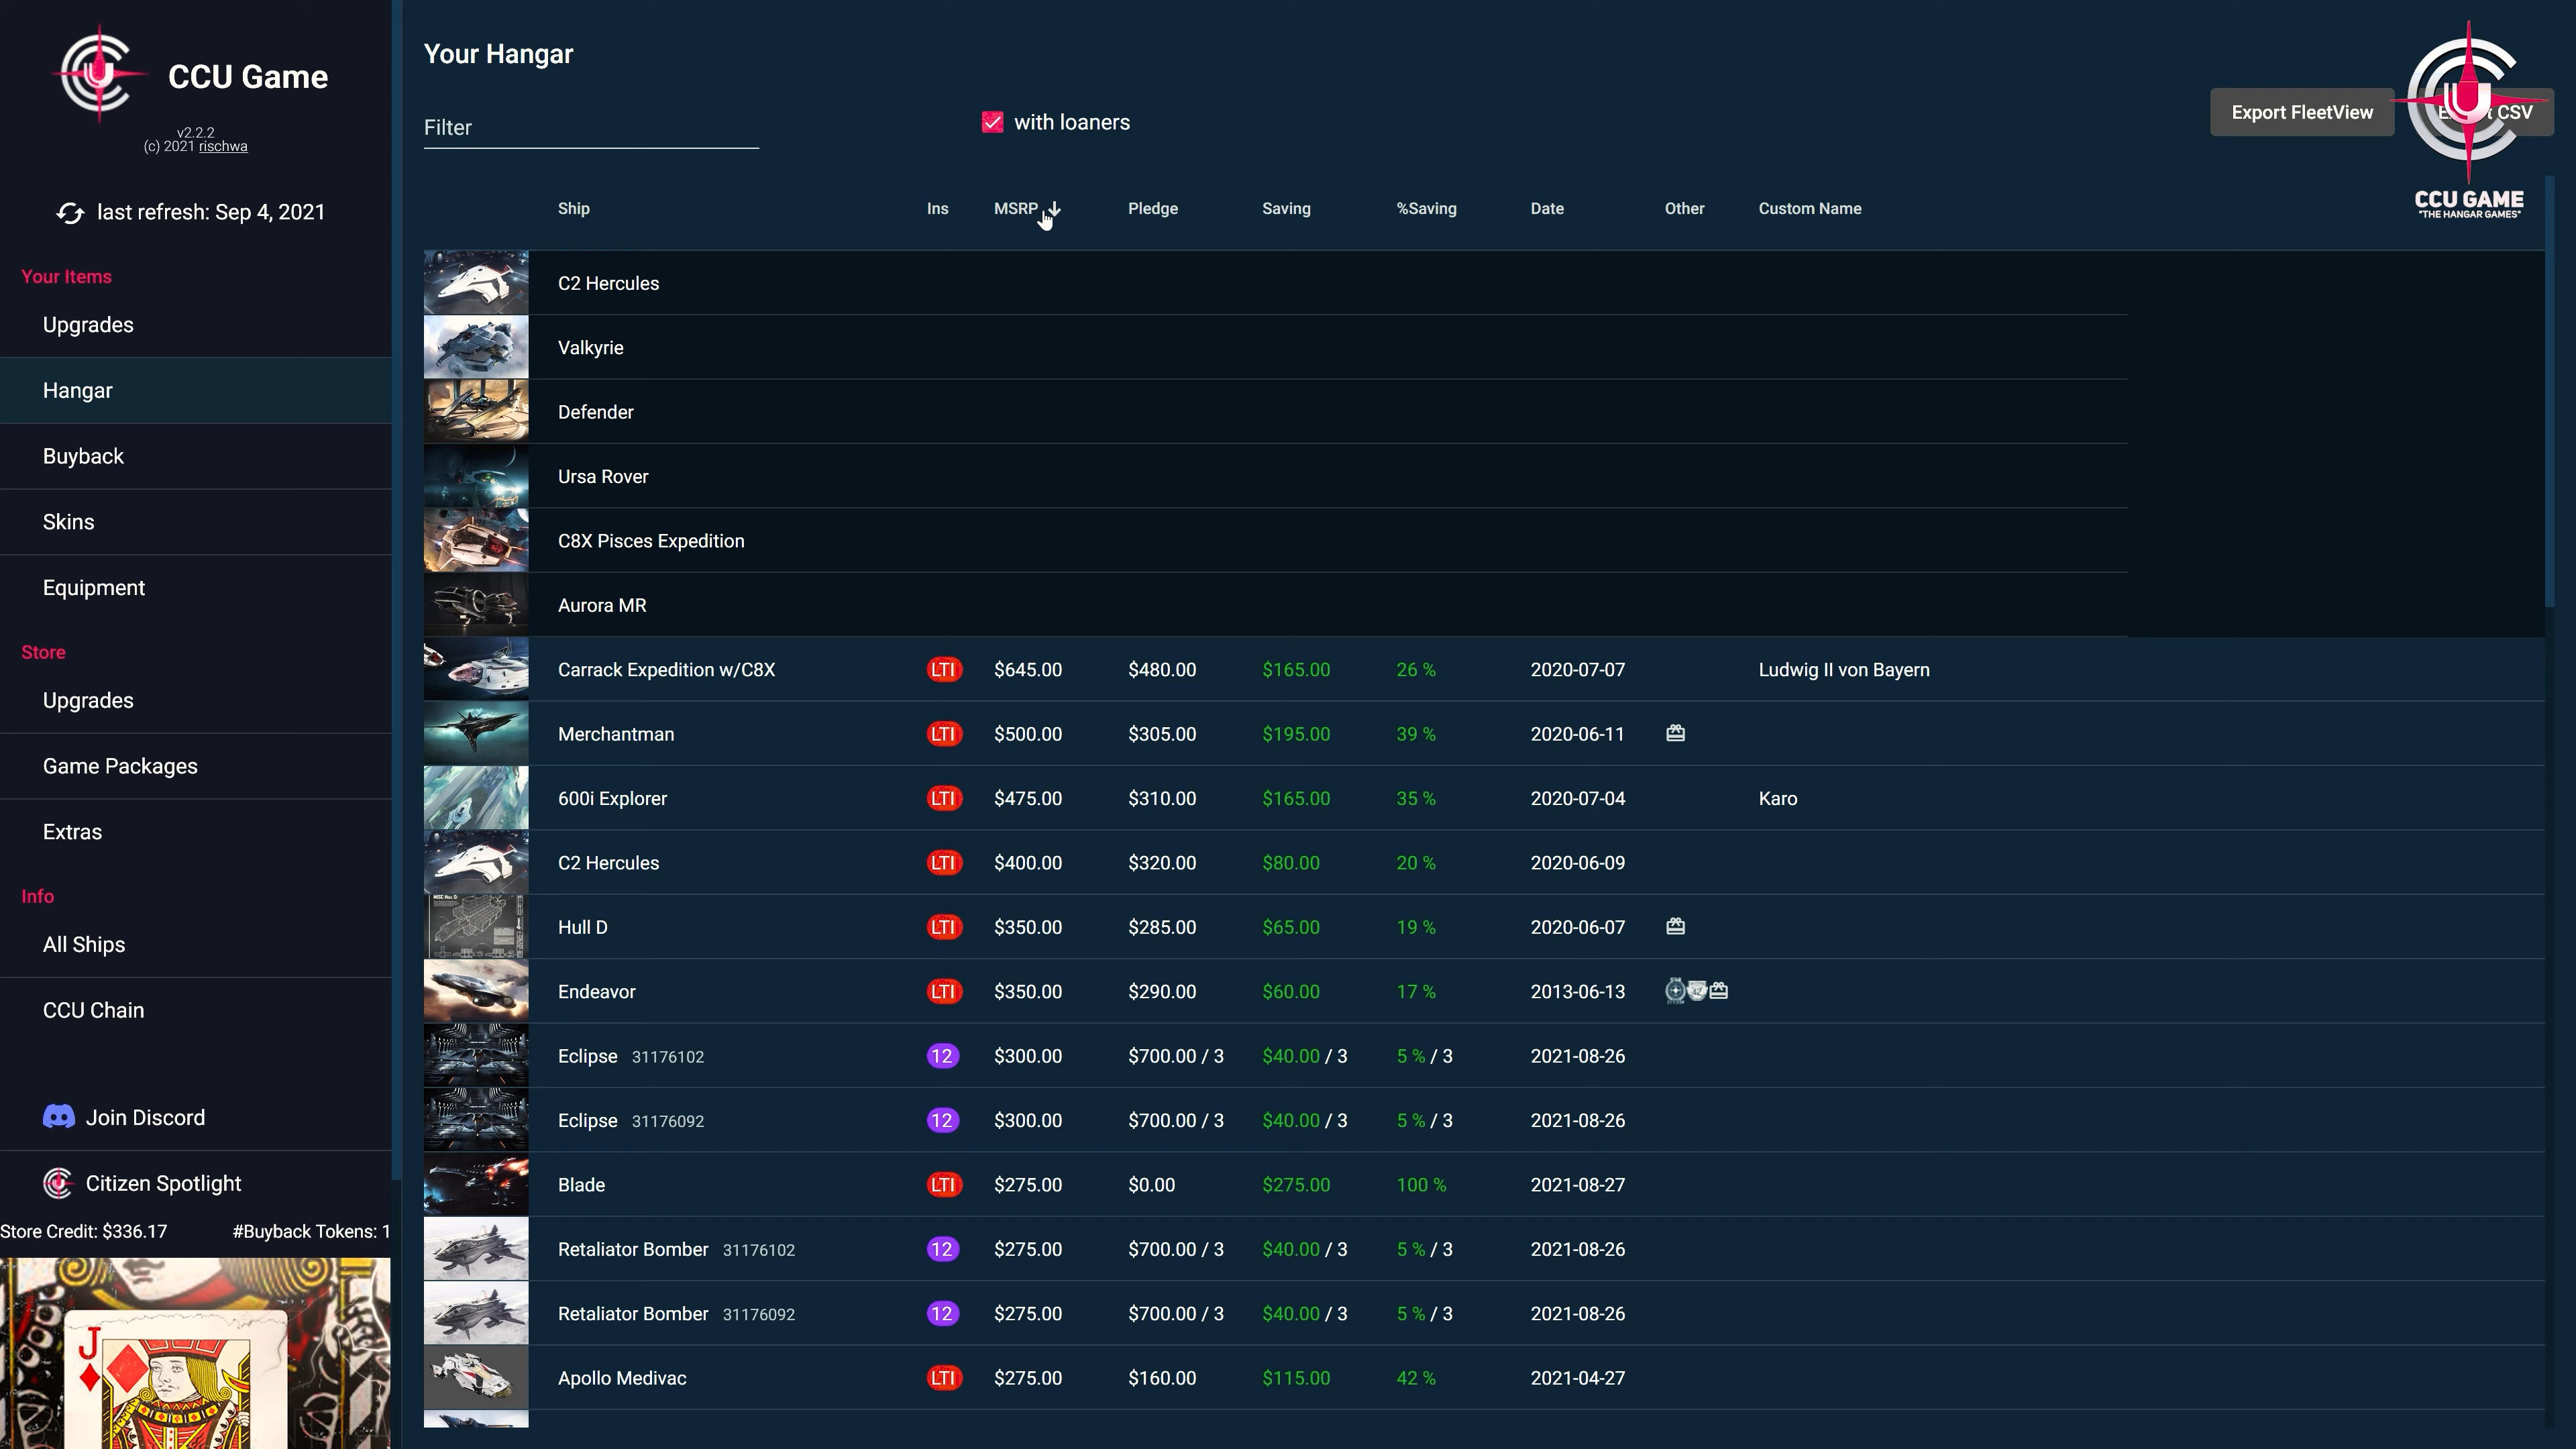 CCU Game
v2.2.2
(c) 2021 rischwa
last refresh: Sep 4, 2021
Your Items
Upgrades
Hangar
Buyback
Skins
Equipment
Store
Upgrades
Game Packages
Extras
Info
All Ships
CCU Chain
Join Discord
Citizen Spotlight
Store Credit: $336.17 #Buyback Tokens: 1
J
Your Hangar
Filter
with loaners
Export FleetView
CSV
CCU GAME
"THE HANGAR GAMES"
Ship Ins MSRP Pledge Saving %Saving Date Other Custom Name
C2 Hercules
Valkyrie
Defender
Ursa Rover
C8X Pisces Expedition
Aurora MR
Carrack Expedition w/C8X LTI $645.00 $480.00 $165.00 26 % 2020-07-07 Ludwig II von Bayern
Merchantman LTI $500.00 $305.00 $195.00 39 % 2020-06-11
600i Explorer LTI $475.00 $310.00 $165.00 35 % 2020-07-04 Karo
C2 Hercules LTI $400.00 $320.00 $80.00 20 % 2020-06-09
Hull D LTI $350.00 $285.00 $65.00 19 % 2020-06-07
Endeavor LTI $350.00 $290.00 $60.00 17 % 2013-06-13
Eclipse 31176102 12 $300.00 $700.00 / 3 $40.00 / 3 5 % / 3 2021-08-26
Eclipse 31176092 12 $300.00 $700.00 / 3 $40.00 / 3 5 % / 3 2021-08-26
Blade LTI $275.00 $0.00 $275.00 100 % 2021-08-27
Retaliator Bomber 31176102 12 $275.00 $700.00 / 3 $40.00 / 3 5 % / 3 2021-08-26
Retaliator Bomber 31176092 12 $275.00 $700.00 / 3 $40.00 / 3 5 % / 3 2021-08-26
Apollo Medivac LTI $275.00 $160.00 $115.00 42 % 2021-04-27